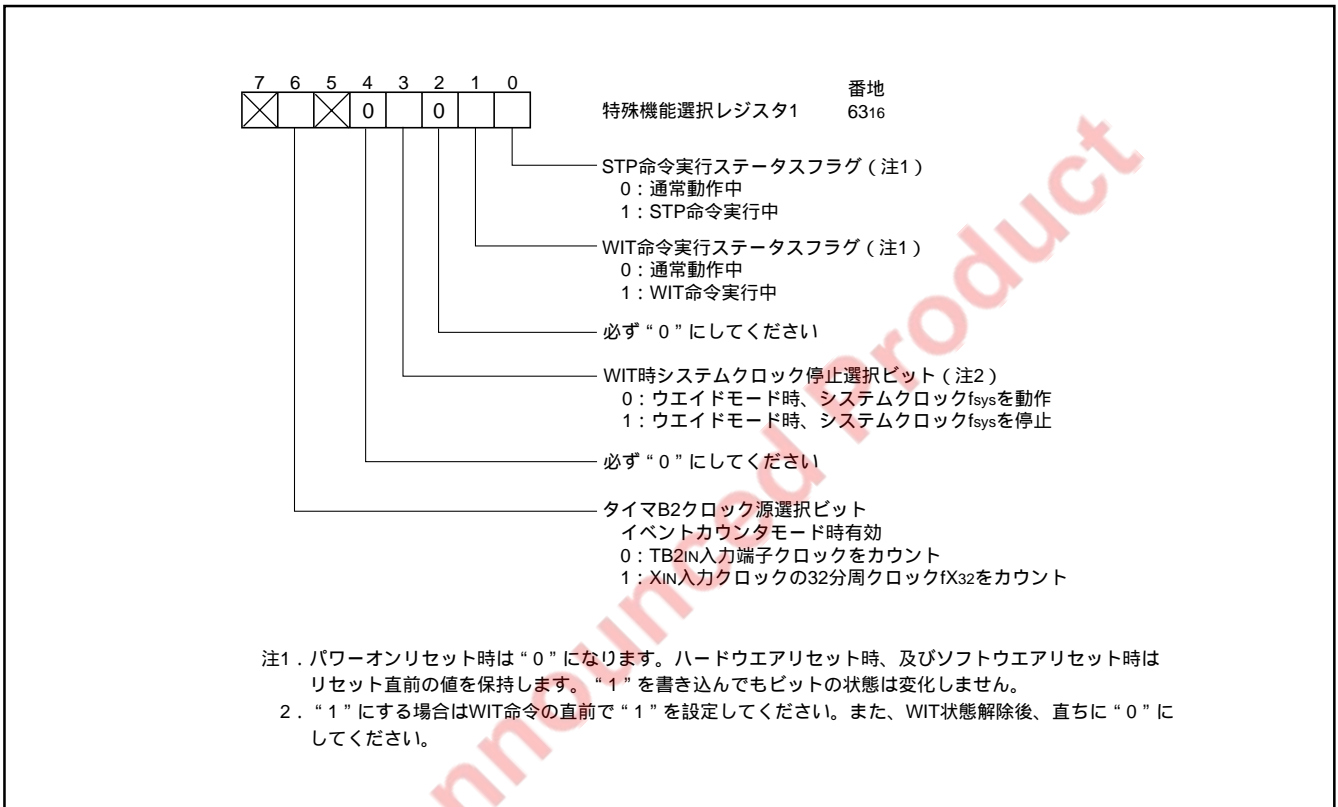 7 6 5 4 3 2 1 0
0 0
番地
特殊機能選択レジスタ1 6316
STP命令実行ステータスフラグ(注1)
0:通常動作中
1:STP命令実行中
WIT命令実行ステータスフラグ(注1)
0:通常動作中
1:WIT命令実行中
必ず“0”にしてください
WIT時システムクロック停止選択ビット(注2)
0:ウエイドモード時、システムクロックfsysを動作
1:ウエイドモード時、システムクロックfsysを停止
必ず“0”にしてください
タイマB2クロック源選択ビット
イベントカウンタモード時有効
0:TB2IN入力端子クロックをカウント
1:XIN入力クロックの32分周クロックfX32をカウント
注1.パワーオンリセット時は“0”になります。ハードウエアリセット時、及びソフトウエアリセット時は
リセット直前の値を保持します。“1”を書き込んでもビットの状態は変化しません。
2.“1”にする場合はWIT命令の直前で“1”を設定してください。また、WIT状態解除後、直ちに“0”に
してください。
nnounced Product